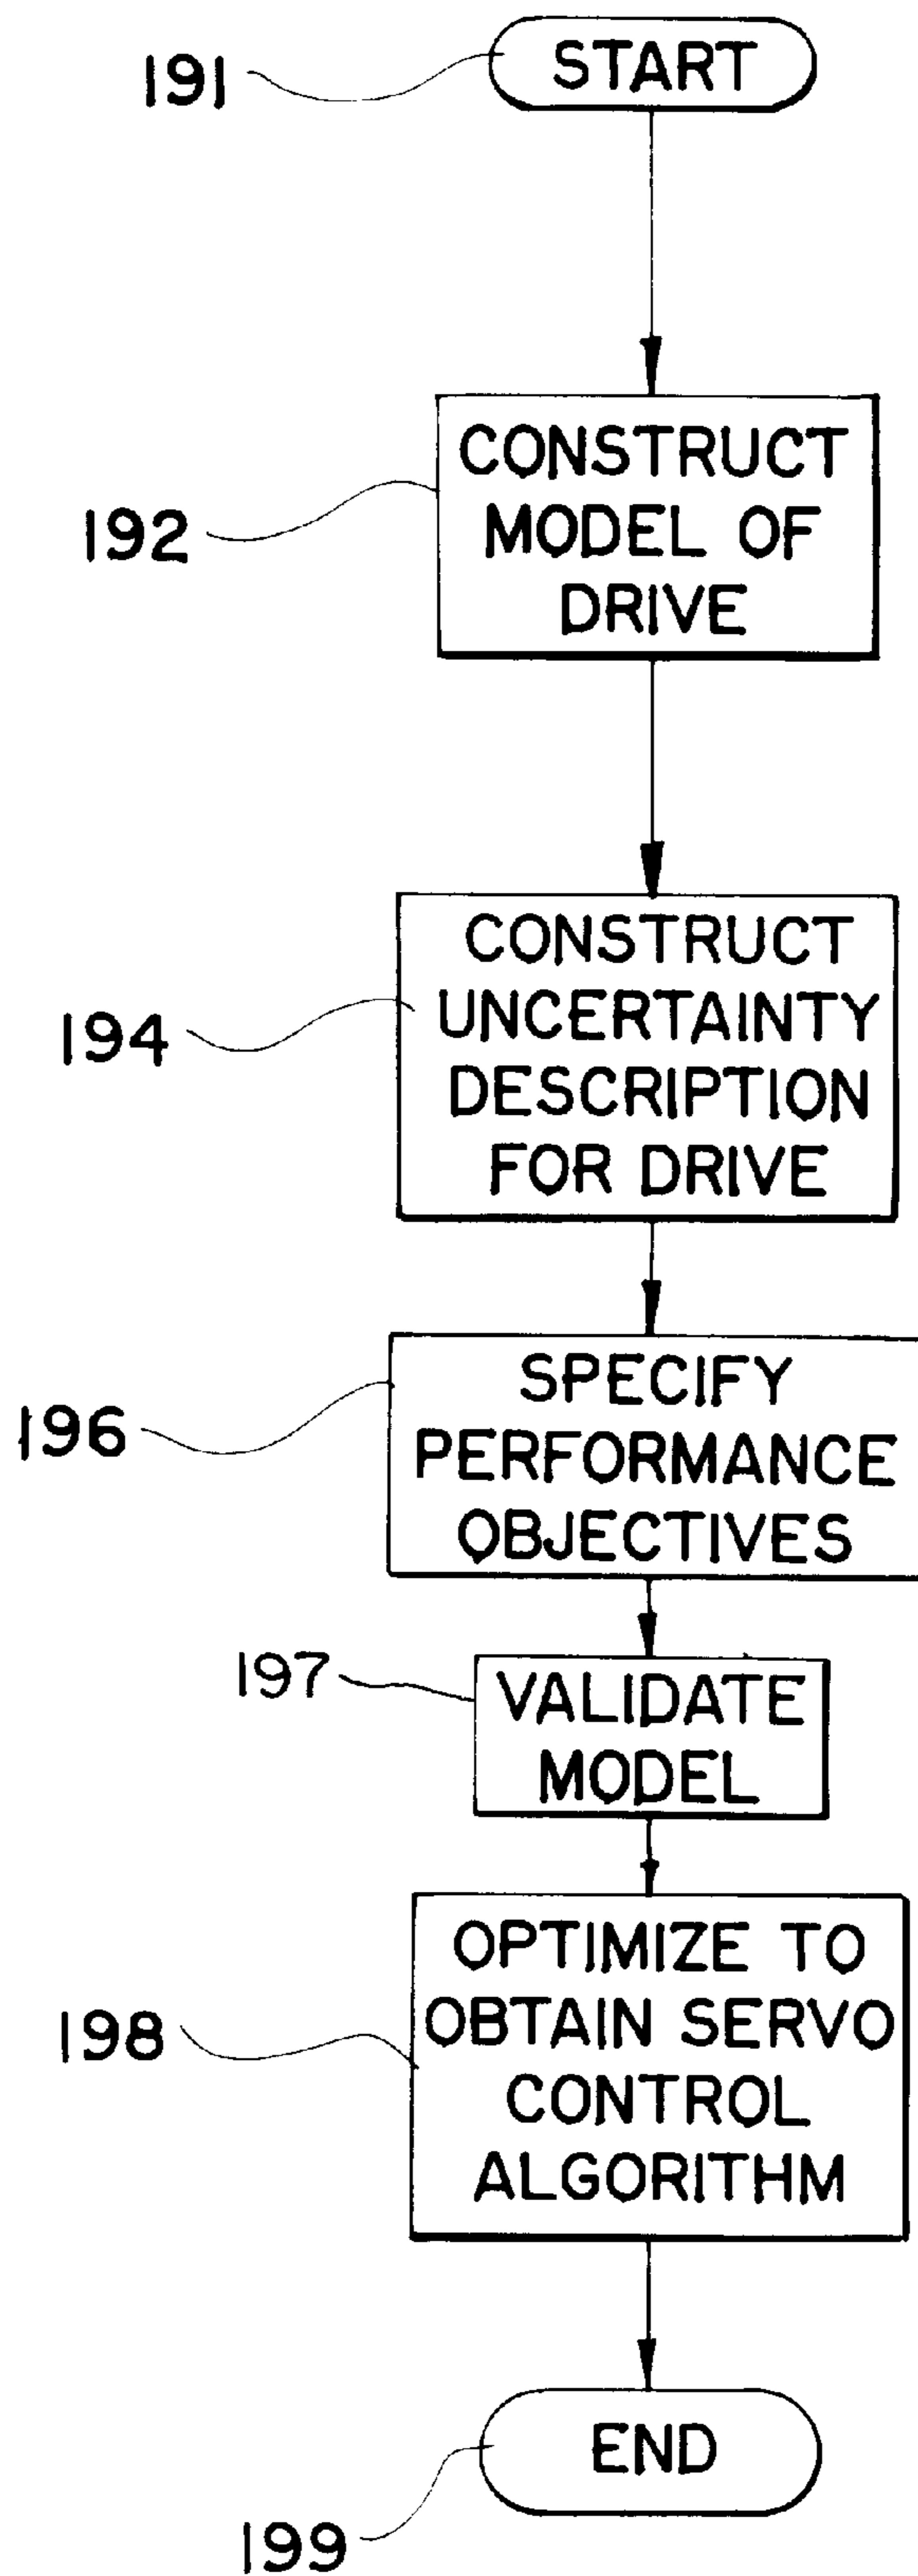 191
START
192
CONSTRUCT
MODEL OF
DRIVE
194
CONSTRUCT
UNCERTAINTY
DESCRIPTION
FOR DRIVE
196
SPECIFY
PERFORMANCE
OBJECTIVES
197
VALIDATE
MODEL
198
OPTIMIZE TO
OBTAIN SERVO
CONTROL
ALGORITHM
END
199